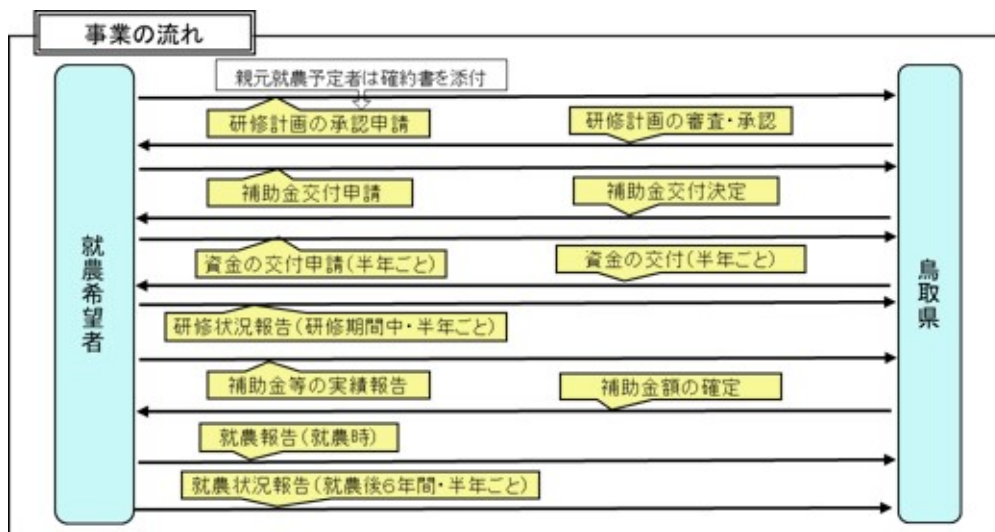 事業の流れ
親元就農予定者は確約書を添付
研修計画の承認申請
研修計画の審査・承認
補助金交付申請
補助金交付決定
就農希望者
資金の交付申請(半年ごと)
資金の交付(半年ごと)
鳥取県
研修状況報告(研修期間中・半年ごと)
補助金等の実績報告
補助金額の確定
就農報告(就農時)
就農状況報告(就農後6年間・半年ごと)